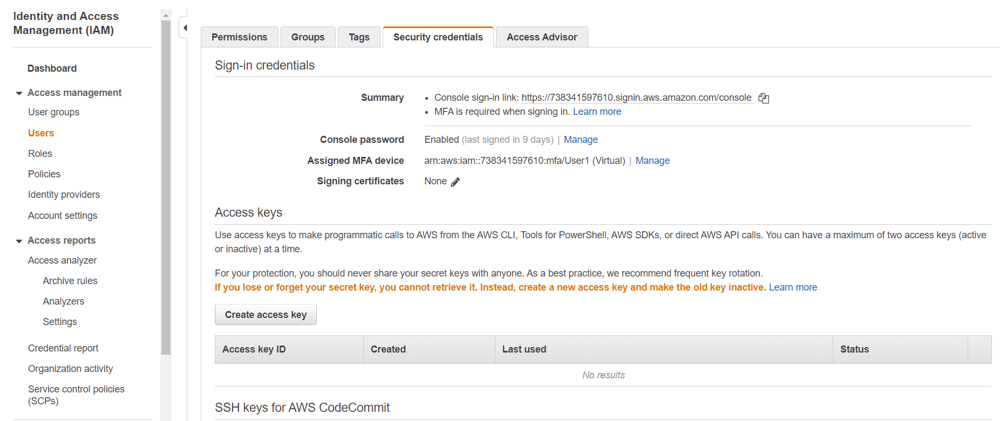 Identity and Access
Management (IAM)
Dashboard
Access management
User groups
Users
Roles
Policies
Identity providers
Account settings
Access reports
Access analyzer
Archive rules
Analyzers
Settings
Credential report
Organization activity
Service control policies
(SCPs)
Permissions Groups Tags Security credentials Access Advisor
Sign-in credentials
Summary • Console sign-in link: https://738341597610.signin.aws.amazon.com/console
• MFA is required when signing in. Learn more
Console password Enabled (last signed in 9 days) | Manage
Assigned MFA device arn:aws:iam::738341597610:mfa/User1 (Virtual) | Manage
Signing certificates None
Access keys
Use access keys to make programmatic calls to AWS from the AWS CLI, Tools for PowerShell, AWS SDKs, or direct AWS API calls. You can have a maximum of two access keys (active
or inactive) at a time.
For your protection, you should never share your secret keys with anyone. As a best practice, we recommend frequent key rotation.
If you lose or forget your secret key, you cannot retrieve it. Instead, create a new access key and make the old key inactive. Learn more
Create access key
Access key ID Created Last used Status
No results
SSH keys for AWS CodeCommit